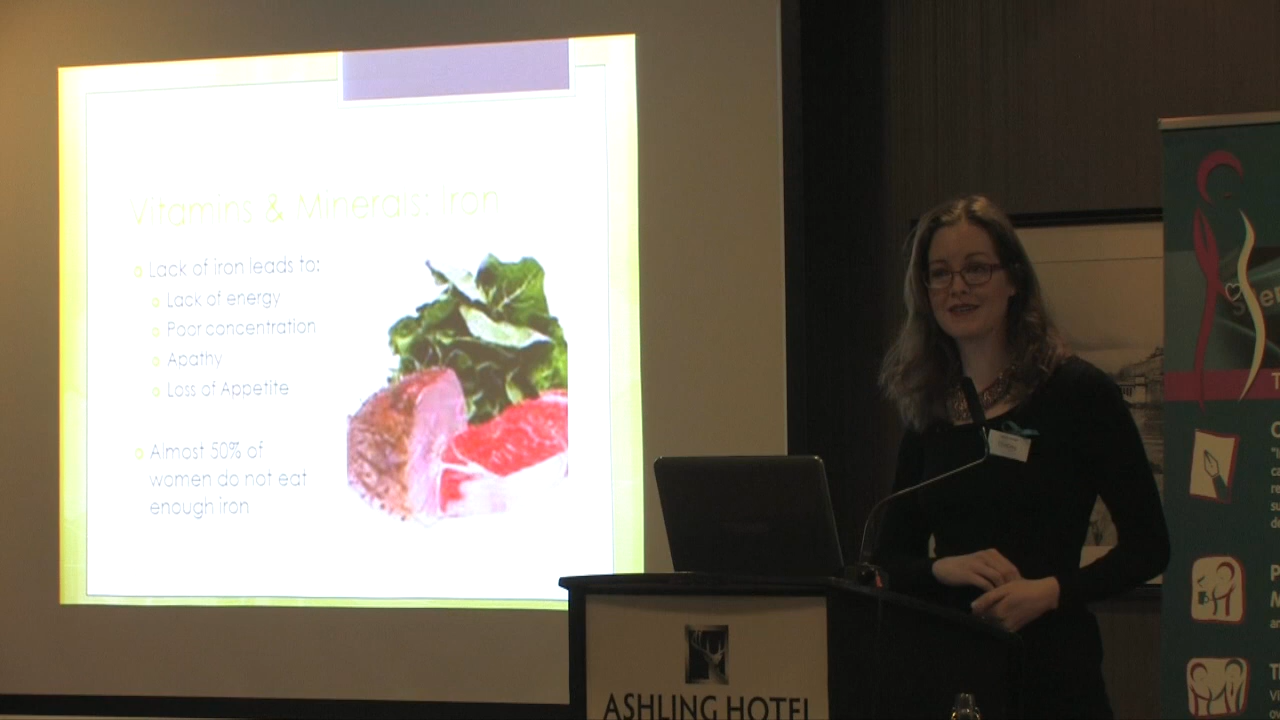 Vitamins & Minerals: Iron
Lack of iron leads to:
Lack of energy
Poor concentration
Apathy
Loss of Appetite
Almost 50% of
women do not eat
enough iron
ASHLING HOTEL